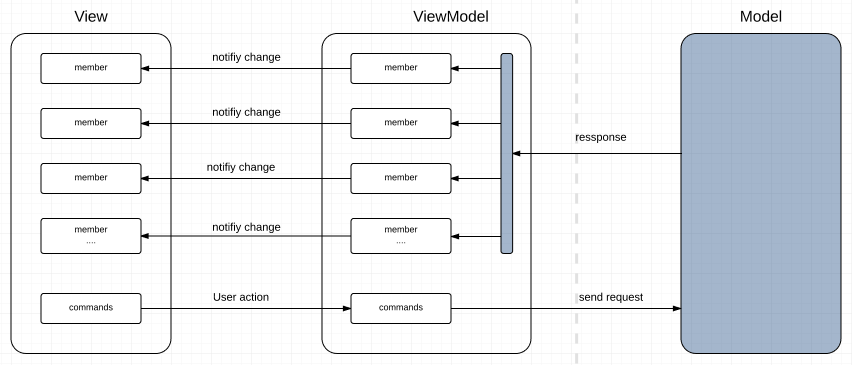 View
ViewModel
Model
member
notifiy change
member
member
notifiy change
member
ressponse
member
notifiy change
member
member
....
notifiy change
member
....
commands
User action
commands
send request